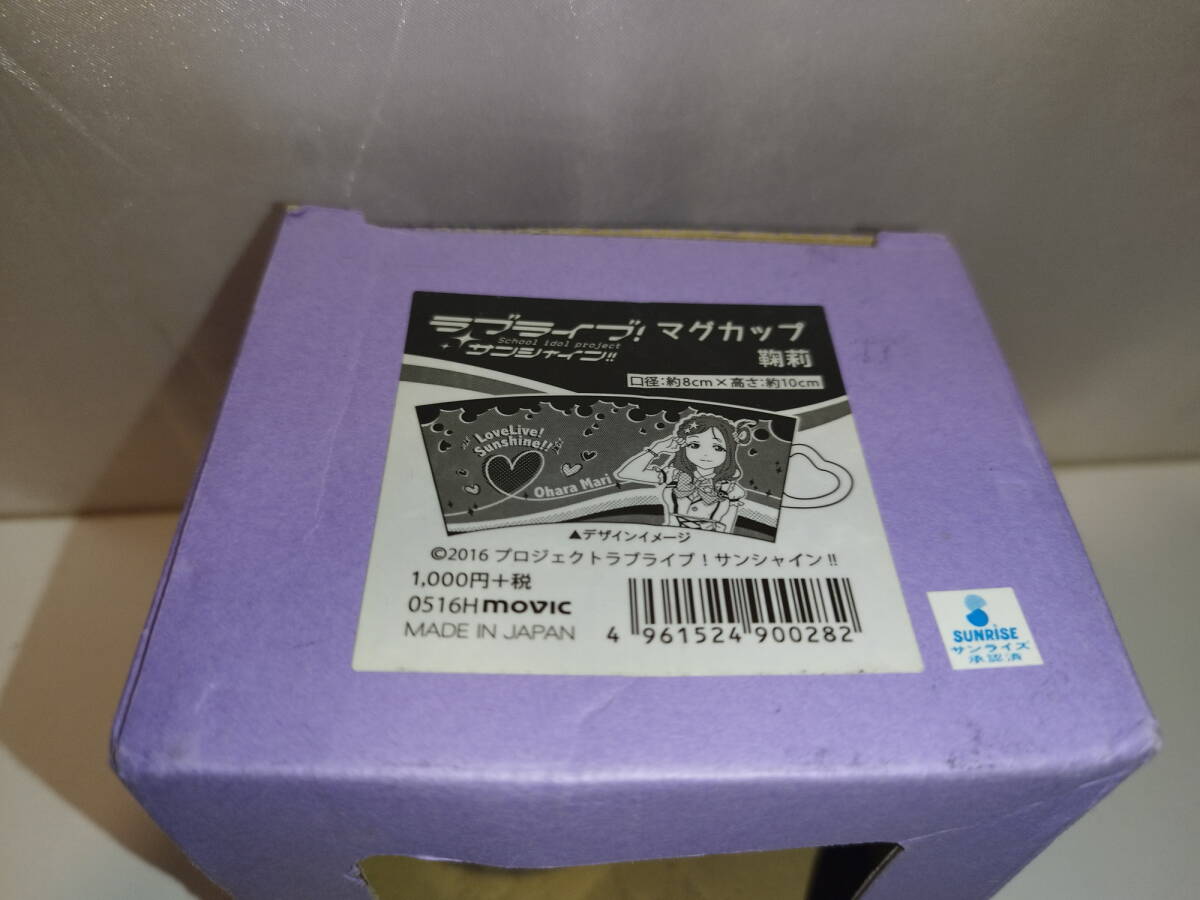 ラブライブ! マグカップ
School idol project
サンシャイン!! 鞠莉
口径:約8cm×高さ:約10cm
LoveLive!
Sunshine!!
Ohara Mari
▲デザインイメージ
©2016 プロジェクトラブライブ!サンシャイン!!
1,000円+税
0516H movic
MADE IN JAPAN
4 961524 900282
SUNRISE
サンライズ
承認済